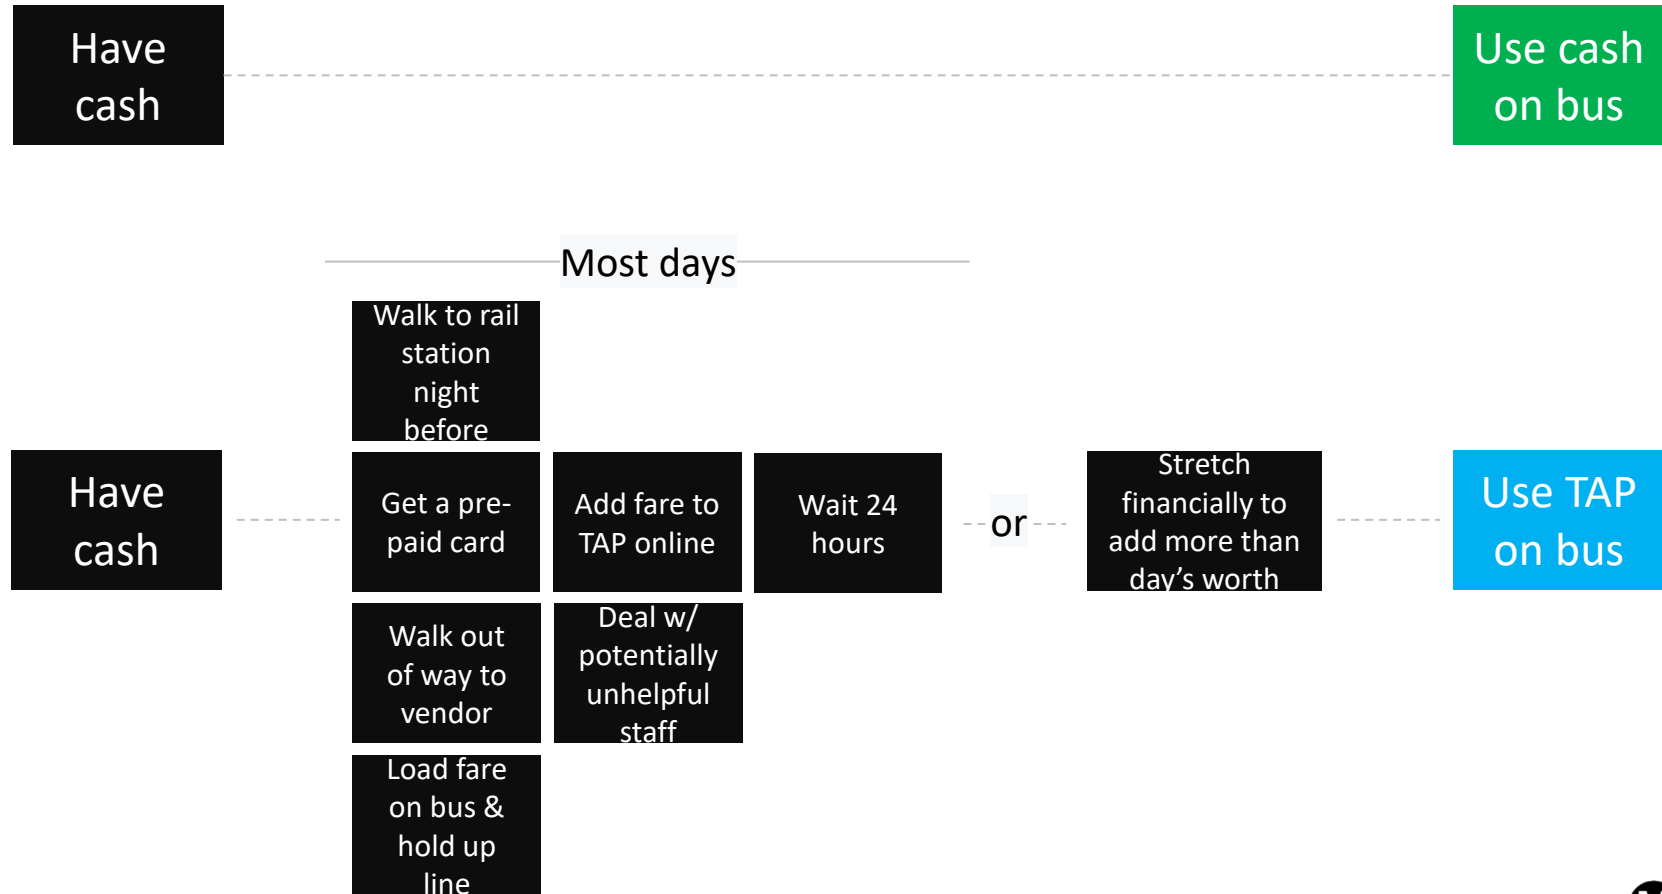 Have
cash
Use cash
on bus
Most days
Walk to rail
station
night
before
Have
cash
Get a pre-
paid card
Add fare to
TAP online
Wait 24
hours
or
Stretch
financially to
add more than
day’s worth
Use TAP
on bus
Walk out
of way to
vendor
Deal w/
potentially
unhelpful
staff
Load fare
on bus &
hold up
line